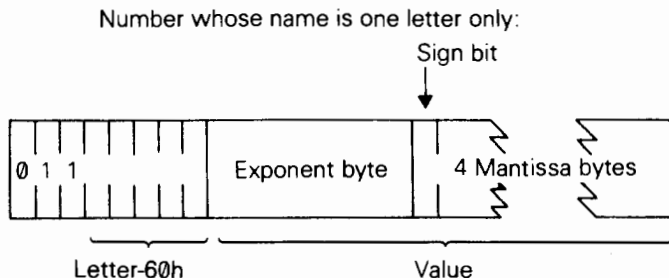 Number whose name is one letter only:
Sign bit
0 1 1
Exponent byte
4 Mantissa bytes
Letter-60h
Value